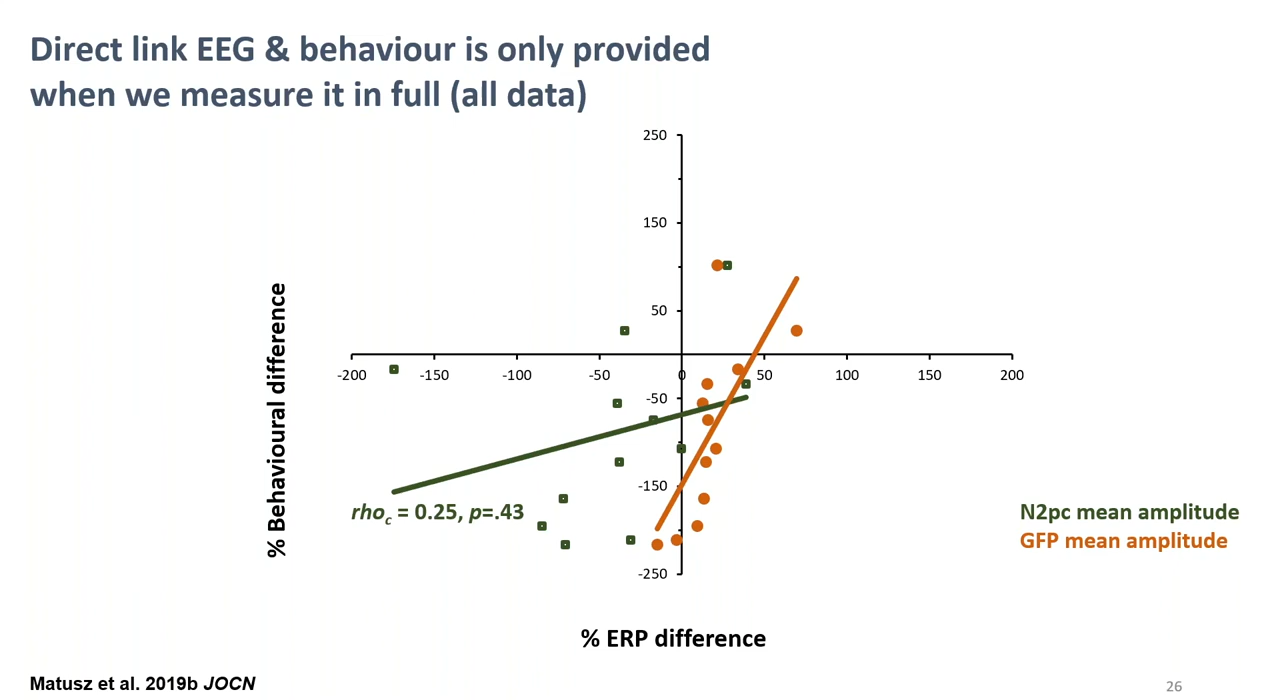 Direct link EEG & behaviour is only provided
when we measure it in full (all data)
250
150
50
-200 -150 -100 -50 0 50 100 150 200
-50
-150
-250
% Behavioural difference
rhoc = 0.25, p=.43
N2pc mean amplitude
GFP mean amplitude
% ERP difference
Matusz et al. 2019b JOCN
26